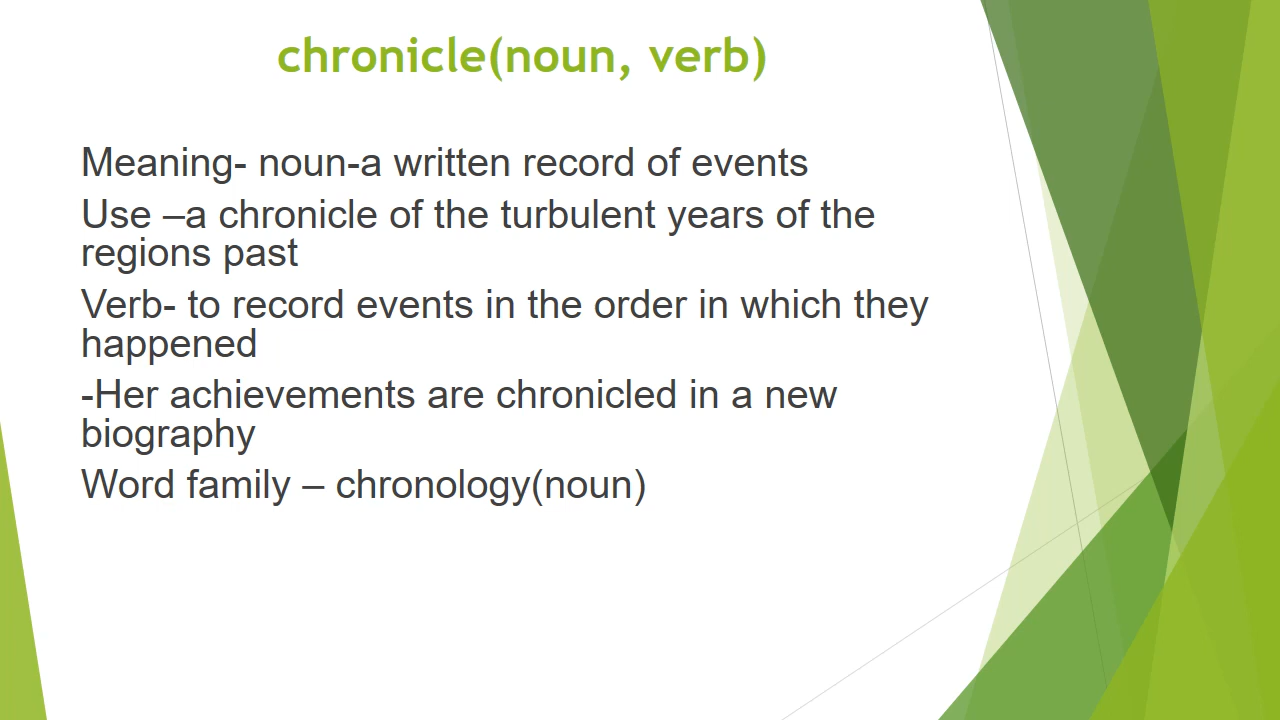 chronicle(noun, verb)
Meaning- noun-a written record of events
Use –a chronicle of the turbulent years of the
regions past
Verb- to record events in the order in which they
happened
-Her achievements are chronicled in a new
biography
Word family – chronology(noun)